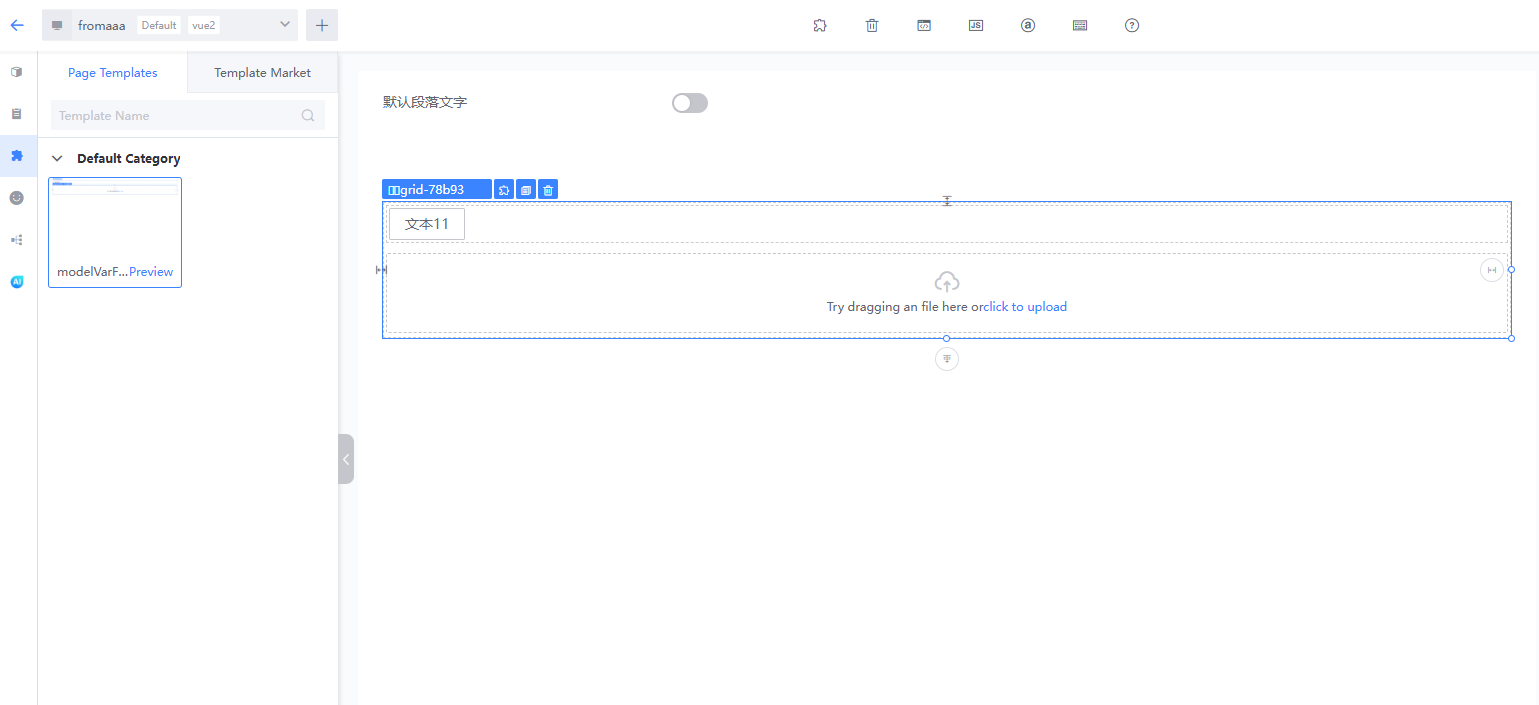 fromaaa Default vue2
JS a ?
Page Templates Template Market
默认段落文字
Template Name
Default Category
grid-78b93
文本11
modelVarF...Preview
AI
Try dragging an file here orclick to upload